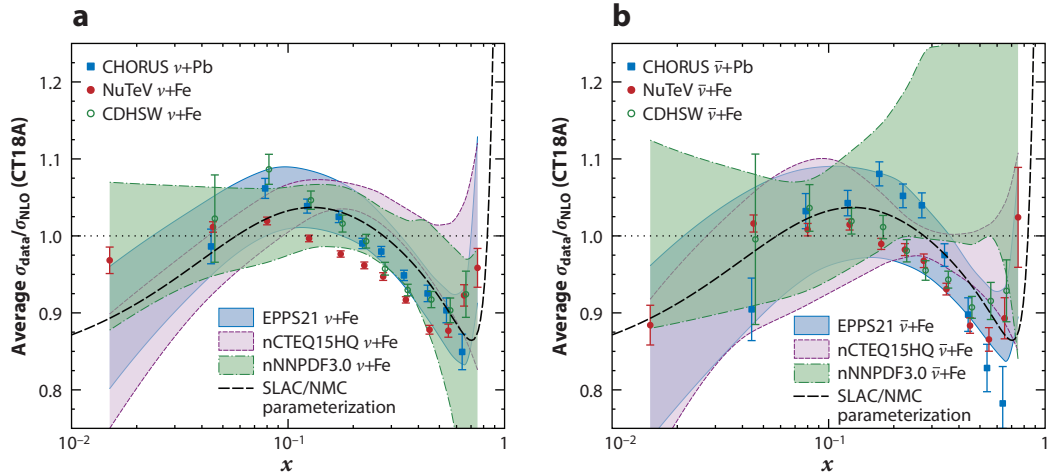 a
Average σdata/σNLO (CT18A)
1.2
1.1
1.0
0.9
0.8
CHORUS ν+Pb
NuTeV ν+Fe
CDHSW ν+Fe
EPPS21 ν+Fe
nCTEQ15HQ ν+Fe
nNNPDF3.0 ν+Fe
SLAC/NMC
parameterization
10⁻² 10⁻¹ 1
x
b
Average σdata/σNLO (CT18A)
1.2
1.1
1.0
0.9
0.8
CHORUS ν̄+Pb
NuTeV ν̄+Fe
CDHSW ν̄+Fe
EPPS21 ν̄+Fe
nCTEQ15HQ ν̄+Fe
nNNPDF3.0 ν̄+Fe
SLAC/NMC
parameterization
10⁻² 10⁻¹ 1
x